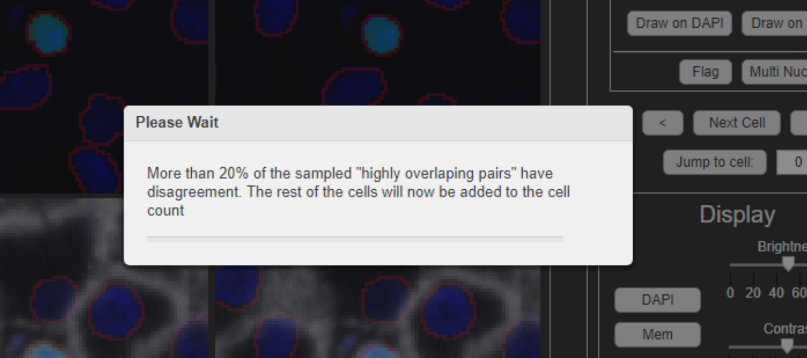 Draw on DAPI
Draw on
Flag
Multi Nuc
Please Wait
More than 20% of the sampled "highly overlaping pairs" have
disagreement. The rest of the cells will now be added to the cell
count
<
Next Cell
Jump to cell:
0
Display
Brightne
0 20 40 60
DAPI
Mem
Contras